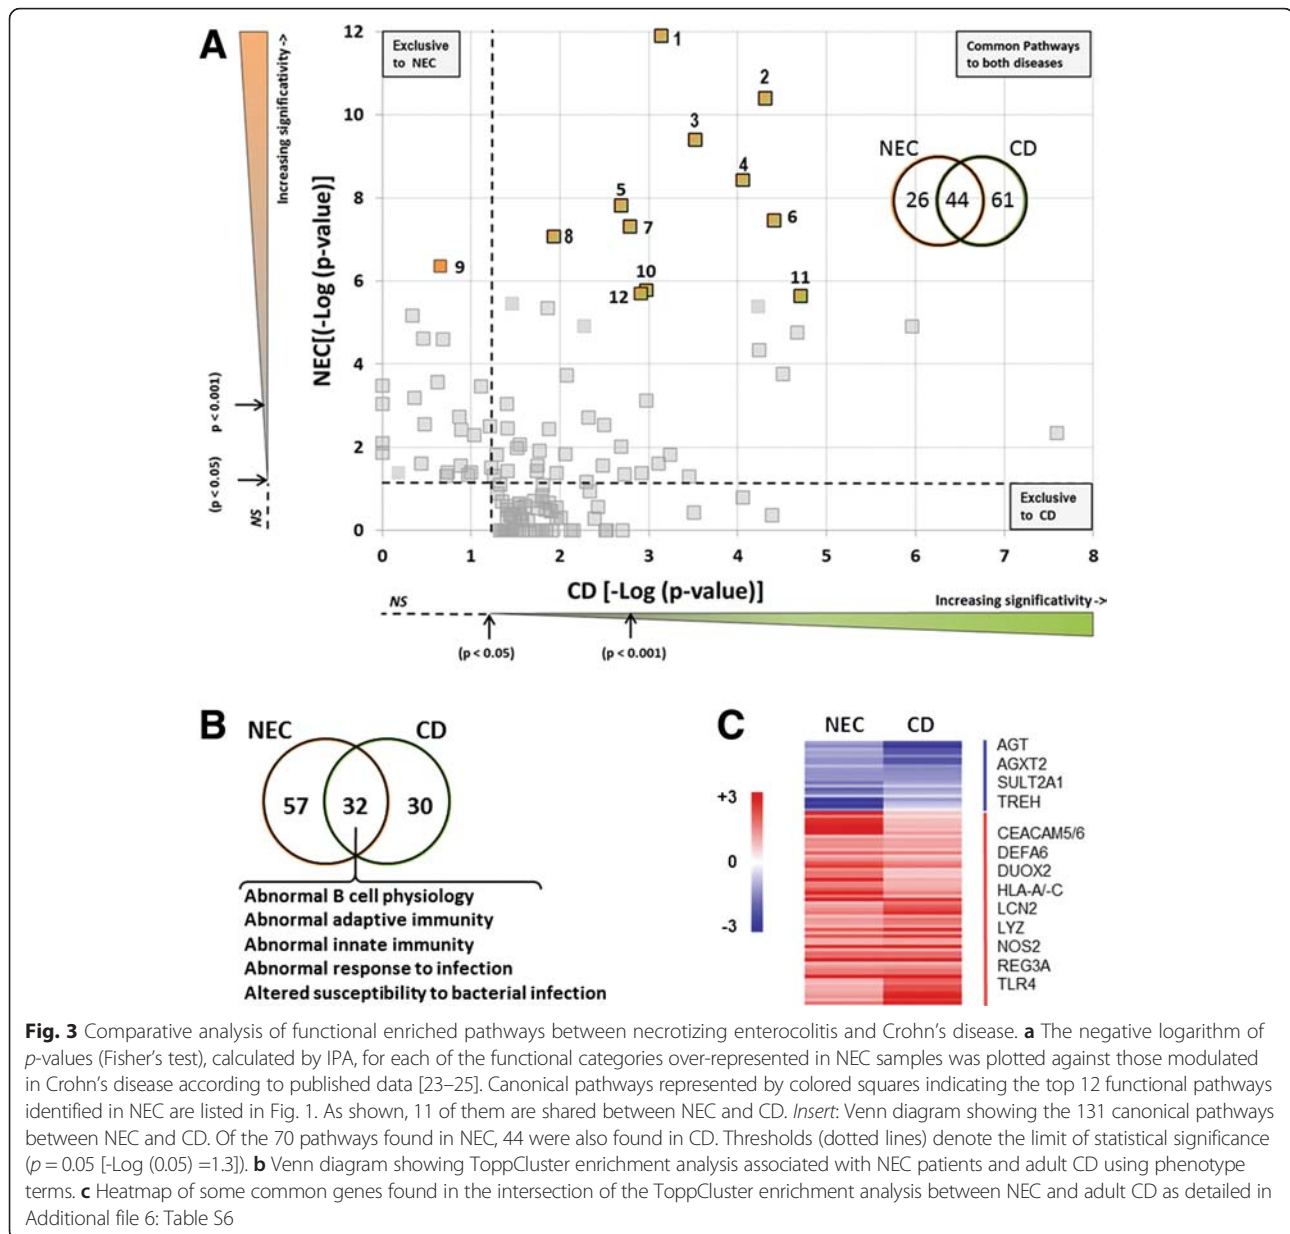 A
Increasing significativity ->
p < 0.001)
(p < 0.05)
NS
NEC[(-Log (p-value)]
12
10
8
6
4
2
0
Exclusive
to NEC
Common Pathways
to both diseases
1
2
3
4
5
6
7
8
9
10
11
12
NEC CD
26 44 61
Exclusive
to CD
0 1 2 3 4 5 6 7 8
CD [-Log (p-value)]
NS
Increasing significativity ->
(p < 0.05)
(p < 0.001)
B
NEC CD
57 32 30
Abnormal B cell physiology
Abnormal adaptive immunity
Abnormal innate immunity
Abnormal response to infection
Altered susceptibility to bacterial infection
C
NEC CD
+3
0
-3
AGT
AGXT2
SULT2A1
TREH
CEACAM5/6
DEFA6
DUOX2
HLA-A/-C
LCN2
LYZ
NOS2
REG3A
TLR4
Fig. 3 Comparative analysis of functional enriched pathways between necrotizing enterocolitis and Crohn's disease. a The negative logarithm of
p-values (Fisher's test), calculated by IPA, for each of the functional categories over-represented in NEC samples was plotted against those modulated
in Crohn's disease according to published data [23–25]. Canonical pathways represented by colored squares indicating the top 12 functional pathways
identified in NEC are listed in Fig. 1. As shown, 11 of them are shared between NEC and CD. Insert: Venn diagram showing the 131 canonical pathways
between NEC and CD. Of the 70 pathways found in NEC, 44 were also found in CD. Thresholds (dotted lines) denote the limit of statistical significance
(p = 0.05 [-Log (0.05) =1.3]). b Venn diagram showing ToppCluster enrichment analysis associated with NEC patients and adult CD using phenotype
terms. c Heatmap of some common genes found in the intersection of the ToppCluster enrichment analysis between NEC and adult CD as detailed in
Additional file 6: Table S6